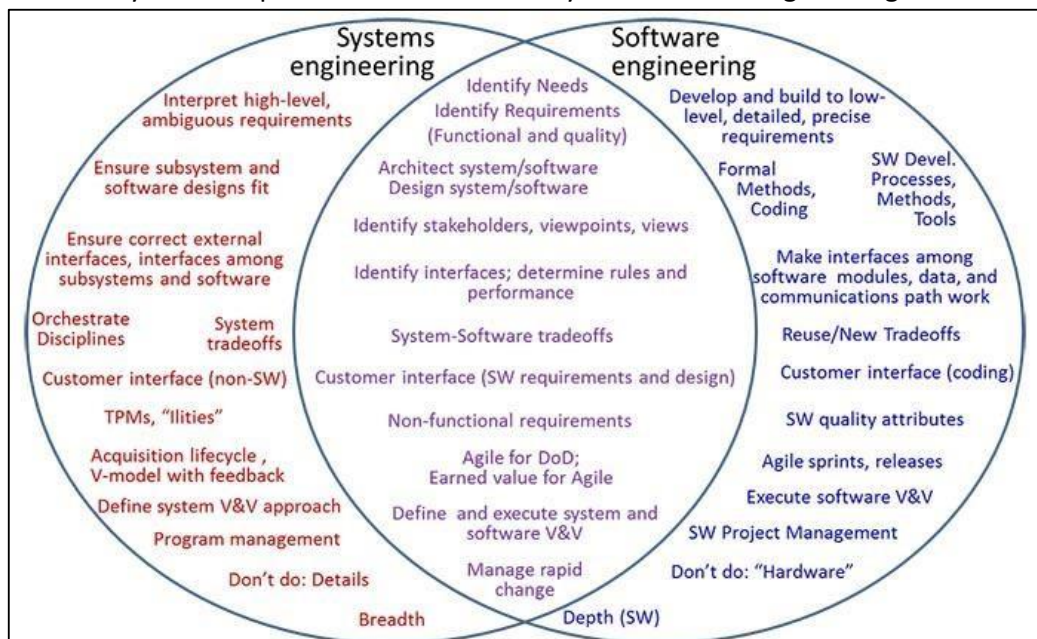 Systems
engineering
Interpret high-level,
ambiguous requirements
Ensure subsystem and
software designs fit
Ensure correct external
interfaces, interfaces among
subsystems and software
Orchestrate
Disciplines
System
tradeoffs
Customer interface (non-SW)
TPMs, “Ilities”
Acquisition lifecycle ,
V-model with feedback
Define system V&V approach
Program management
Don’t do: Details
Breadth
Identify Needs
Identify Requirements
(Functional and quality)
Architect system/software
Design system/software
Identify stakeholders, viewpoints, views
Identify interfaces; determine rules and
performance
System-Software tradeoffs
Customer interface (SW requirements and design)
Non-functional requirements
Agile for DoD;
Earned value for Agile
Define and execute system and
software V&V
Manage rapid
change
Software
engineering
Develop and build to low-
level, detailed, precise
requirements
Formal
Methods,
Coding
SW Devel.
Processes,
Methods,
Tools
Make interfaces among
software modules, data, and
communications path work
Reuse/New Tradeoffs
Customer interface (coding)
SW quality attributes
Agile sprints, releases
Execute software V&V
SW Project Management
Don’t do: “Hardware”
Depth (SW)